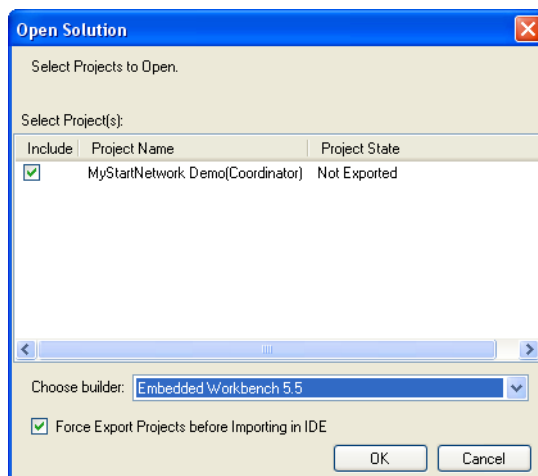 Open Solution
Select Projects to Open.
Select Project(s):
Include Project Name Project State
MyStartNetwork Demo(Coordinator) Not Exported
Choose builder: Embedded Workbench 5.5
Force Export Projects before Importing in IDE
OK Cancel